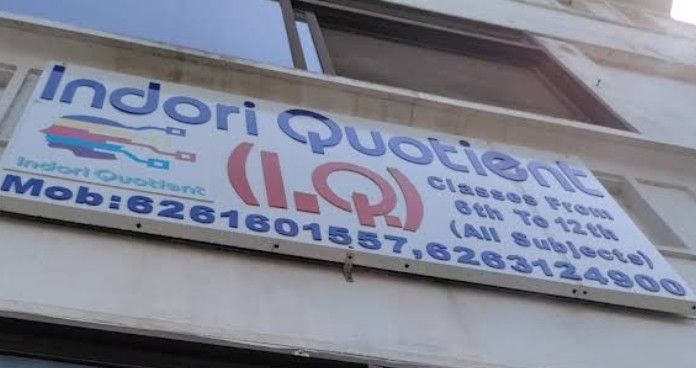 Indori Quotient
Indori Quotient
(I.Q.)
Classes From
6th To 12th
(All Subjects)
Mob:6261601557,6263124900